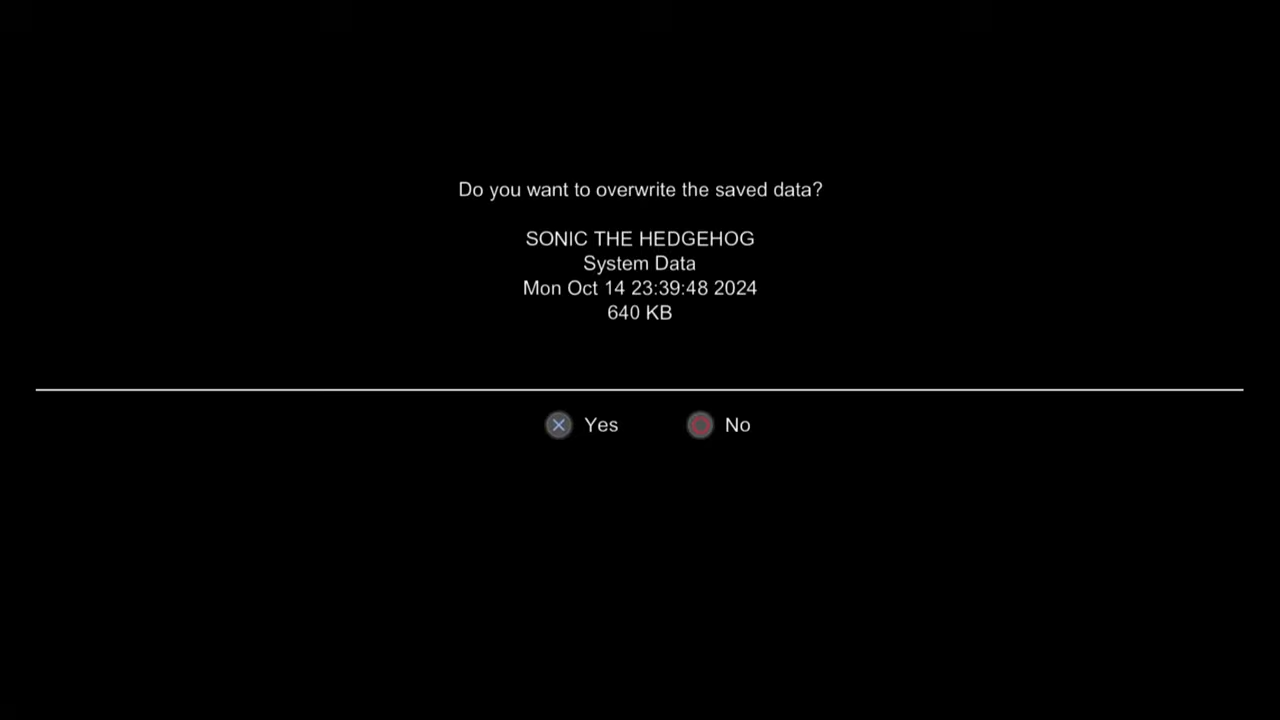 Do you want to overwrite the saved data?
SONIC THE HEDGEHOG
System Data
Mon Oct 14 23:39:48 2024
640 KB
Yes No